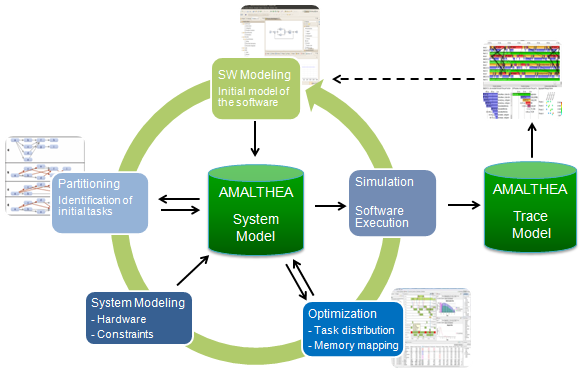 SW Modeling
Initial model of
the software
Partitioning
Identification of
initial tasks
AMALTHEA
System
Model
Simulation
Software
Execution
AMALTHEA
Trace
Model
System Modeling
- Hardware
- Constraints
Optimization
- Task distribution
- Memory mapping